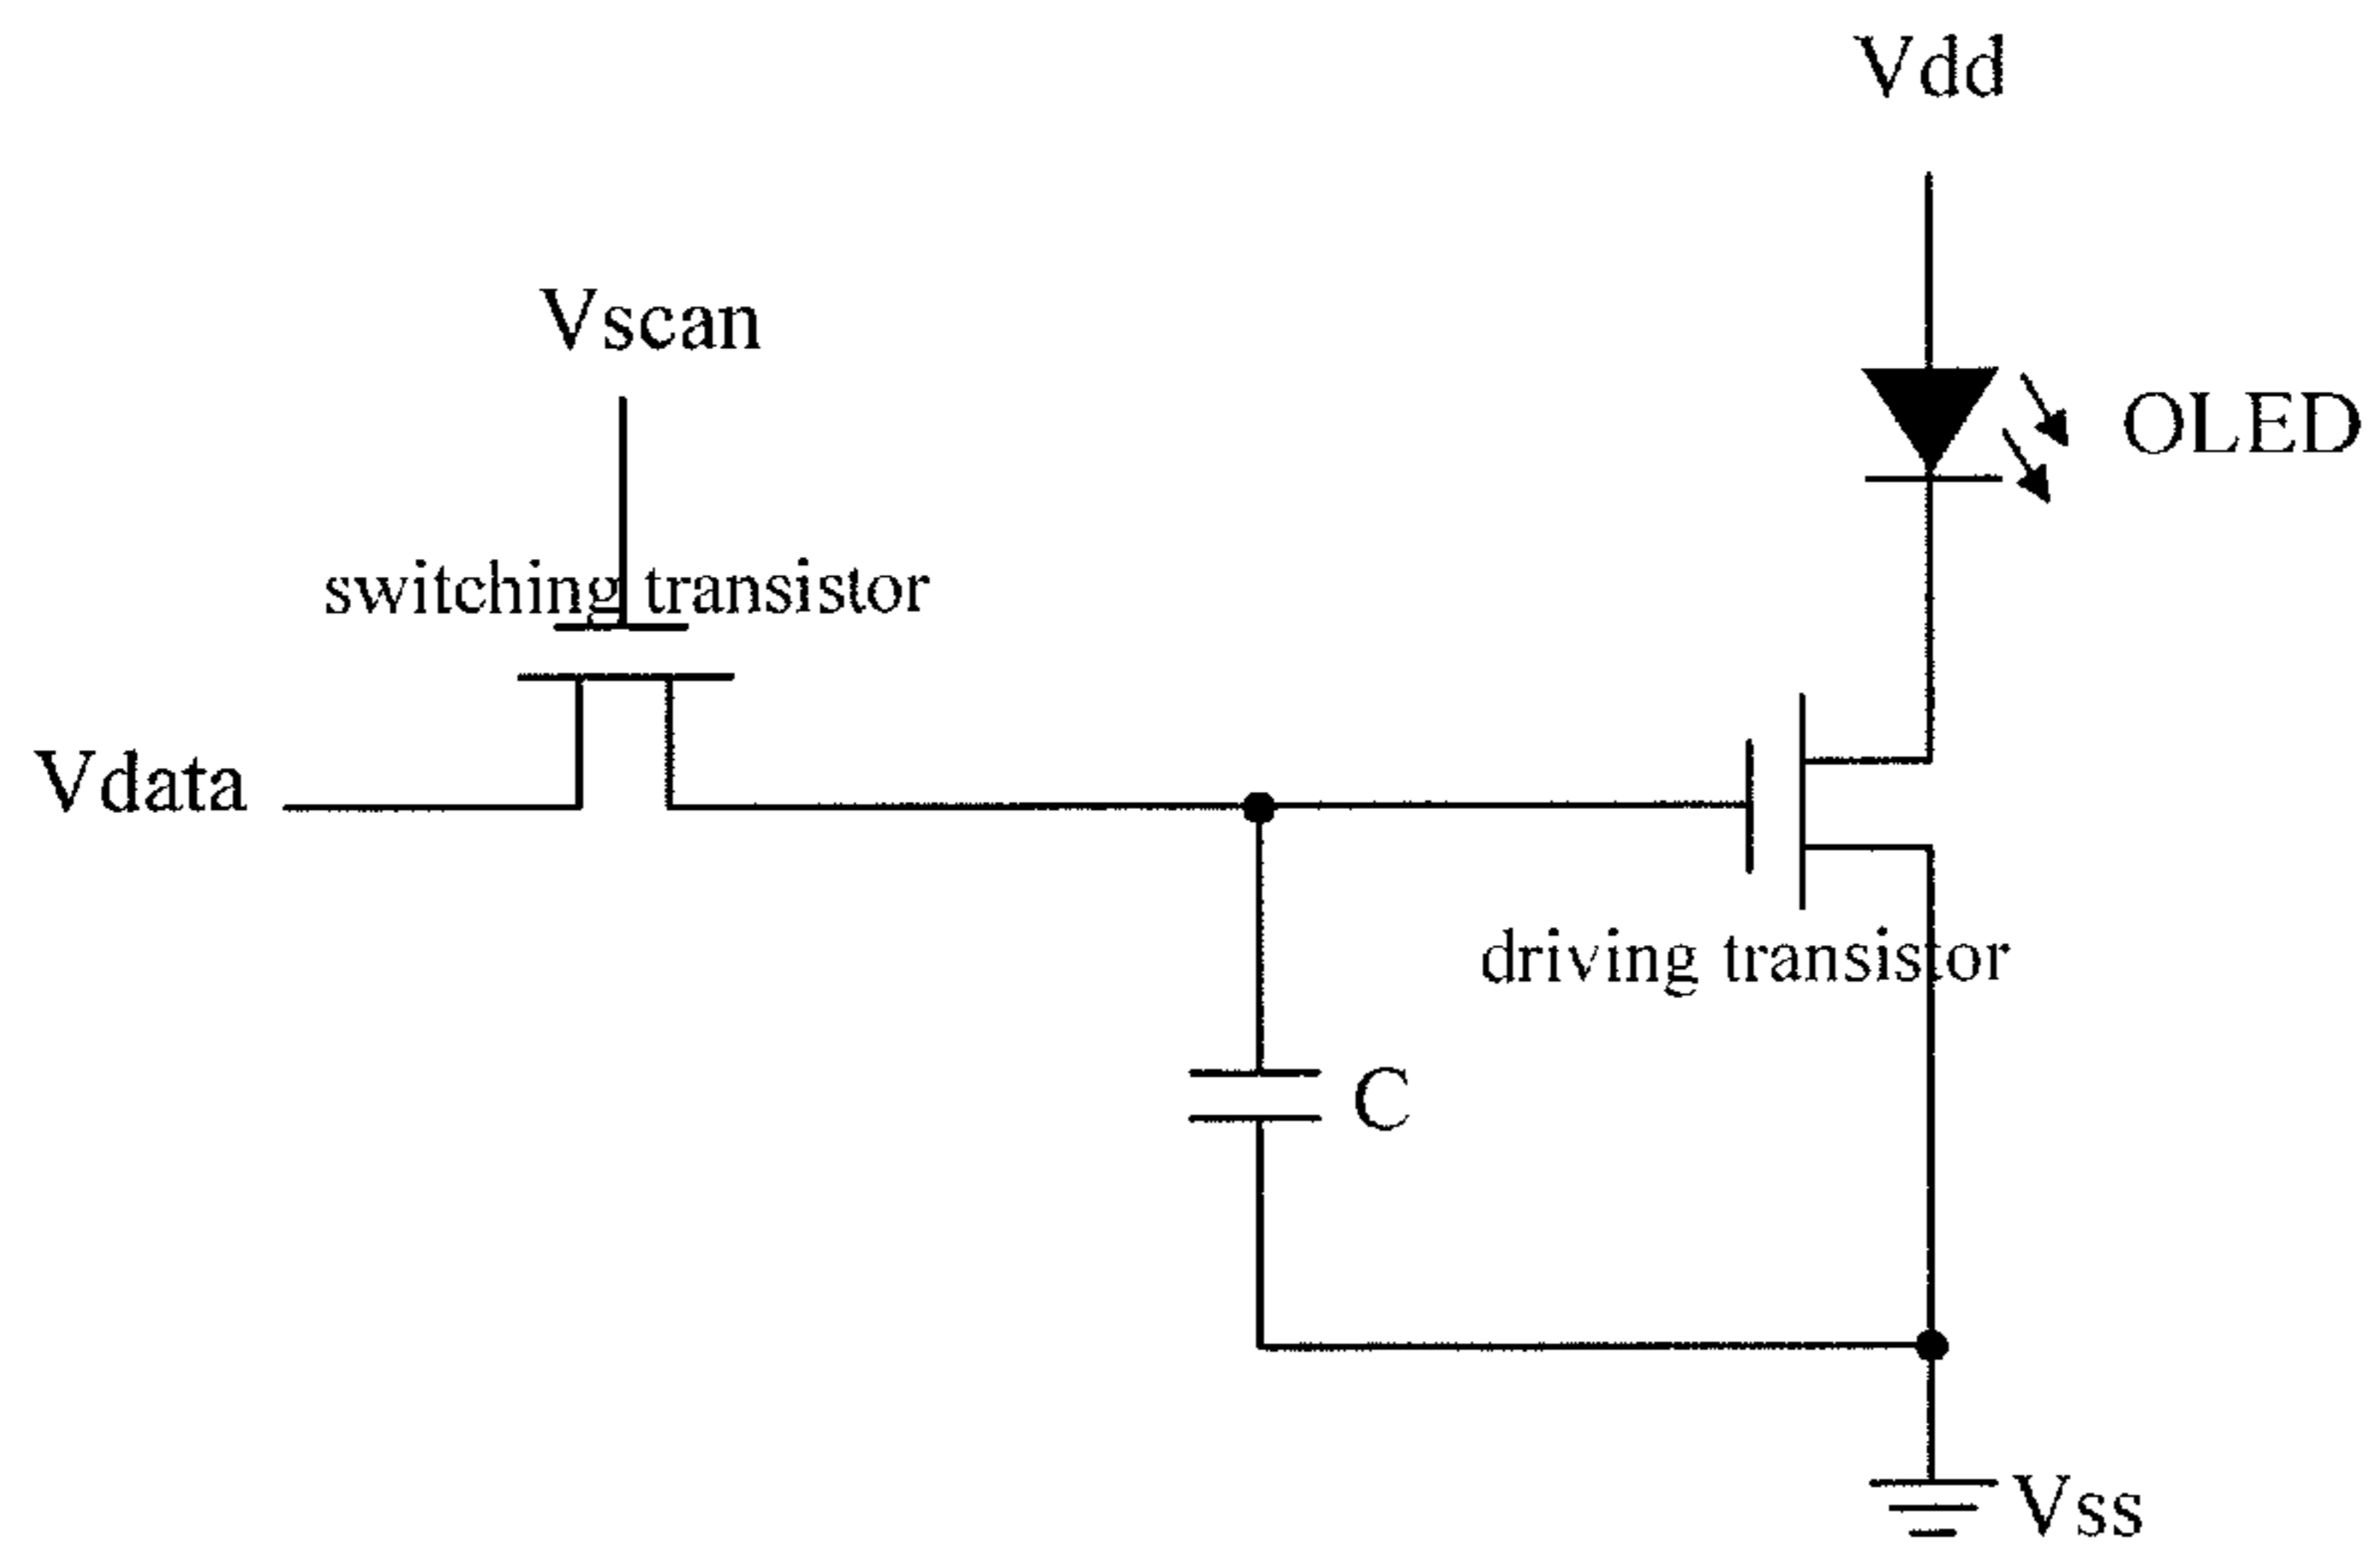 Vdd
Vscan
OLED
switching transistor
Vdata
driving transistor
C
Vss